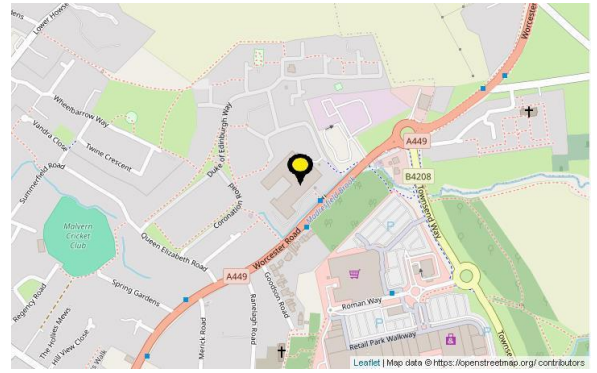 Lower Howsell
Worcester
Wheelbarrow Way
Vandra Close
Twine Crescent
Duke of Edinburgh Way
A449
B4208
Summerfield Road
Coronation Road
Townsend Way
Malvern
Cricket
Club
Queen Elizabeth Road
Worcester Road
A449
P
Spring Gardens
Goodson Road
Roman Way
Regency Road
Ranelagh Road
Merick Road
P
P
The Hollies Mews
Hill View Close
Walk
Retail Park Walkway
Townse
Leaflet | Map data © https://openstreetmap.org/ contributors